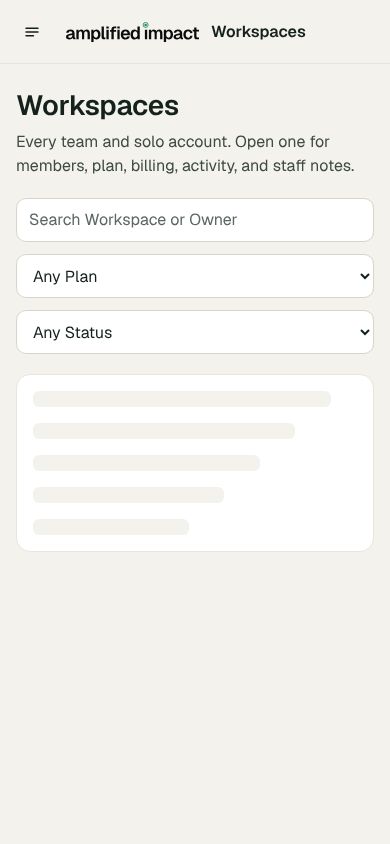 amplified impact Workspaces
Workspaces
Every team and solo account. Open one for
members, plan, billing, activity, and staff notes.
Search Workspace or Owner
Any Plan
Any Status